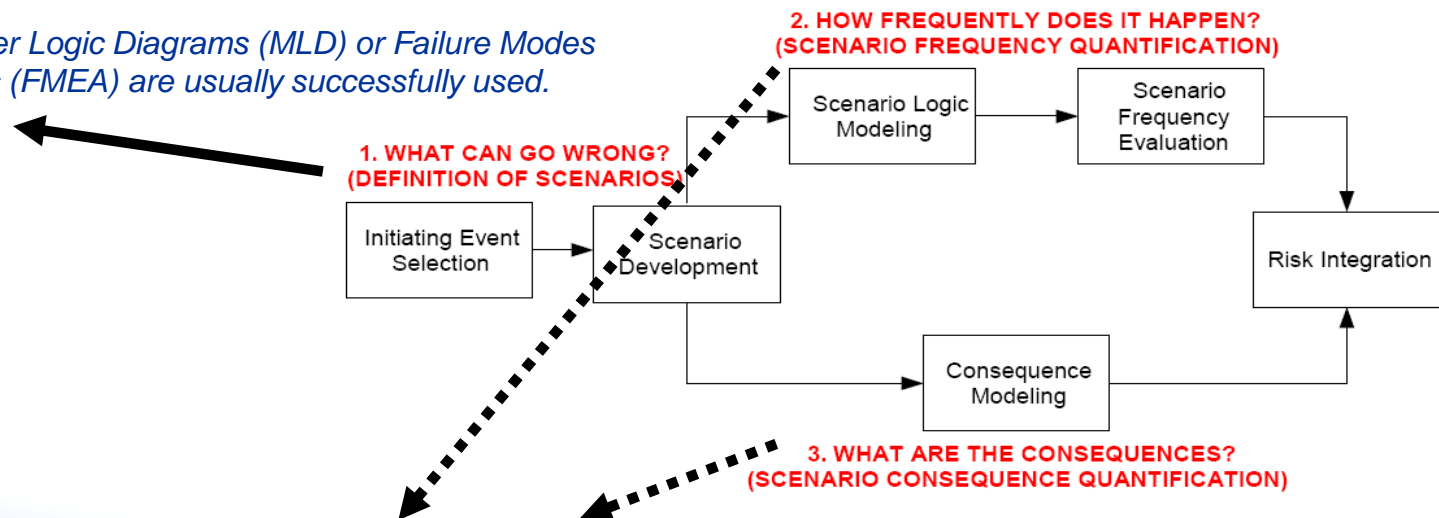 er Logic Diagrams (MLD) or Failure Modes
(FMEA) are usually successfully used.
2. HOW FREQUENTLY DOES IT HAPPEN?
(SCENARIO FREQUENCY QUANTIFICATION)
1. WHAT CAN GO WRONG?
(DEFINITION OF SCENARIOS)
Initiating Event
Selection
Scenario
Development
Scenario Logic
Modeling
Scenario
Frequency
Evaluation
Risk Integration
Consequence
Modeling
3. WHAT ARE THE CONSEQUENCES?
(SCENARIO CONSEQUENCE QUANTIFICATION)